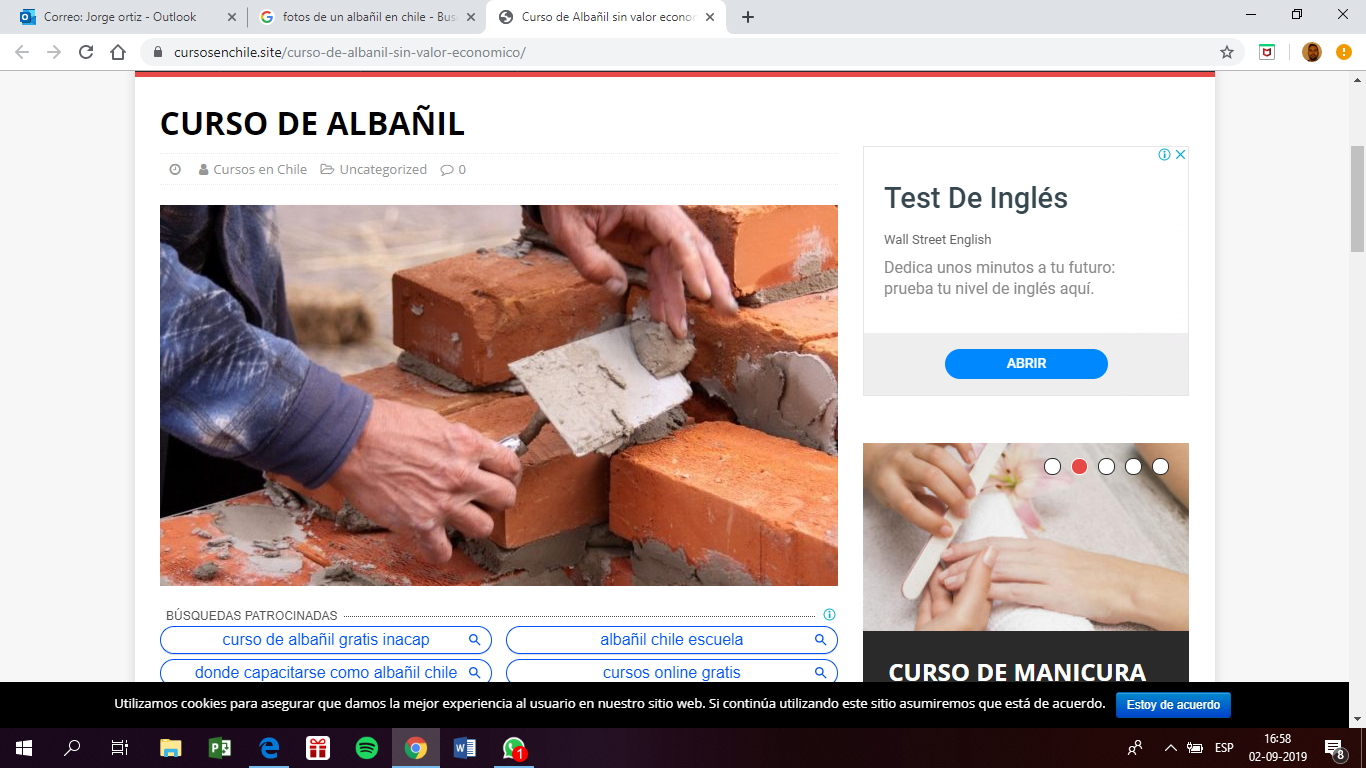 Correo: Jorge ortiz - Outlook
fotos de un albañil en chile - Bus
Curso de Albañil sin valor econo
cursosenchile.site/curso-de-albanil-sin-valor-economico/
CURSO DE ALBAÑIL
Cursos en Chile
Uncategorized
0
Test De Inglés
Wall Street English
Dedica unos minutos a tu futuro:
prueba tu nivel de inglés aquí.
ABRIR
BÚSQUEDAS PATROCINADAS
curso de albañil gratis inacap
albañil chile escuela
donde capacitarse como albañil chile
cursos online gratis
CURSO DE MANICURA
Utilizamos cookies para asegurar que damos la mejor experiencia al usuario en nuestro sitio web. Si continúa utilizando este sitio asumiremos que está de acuerdo.
Estoy de acuerdo
1
ESP
16:58
02-09-2019
8